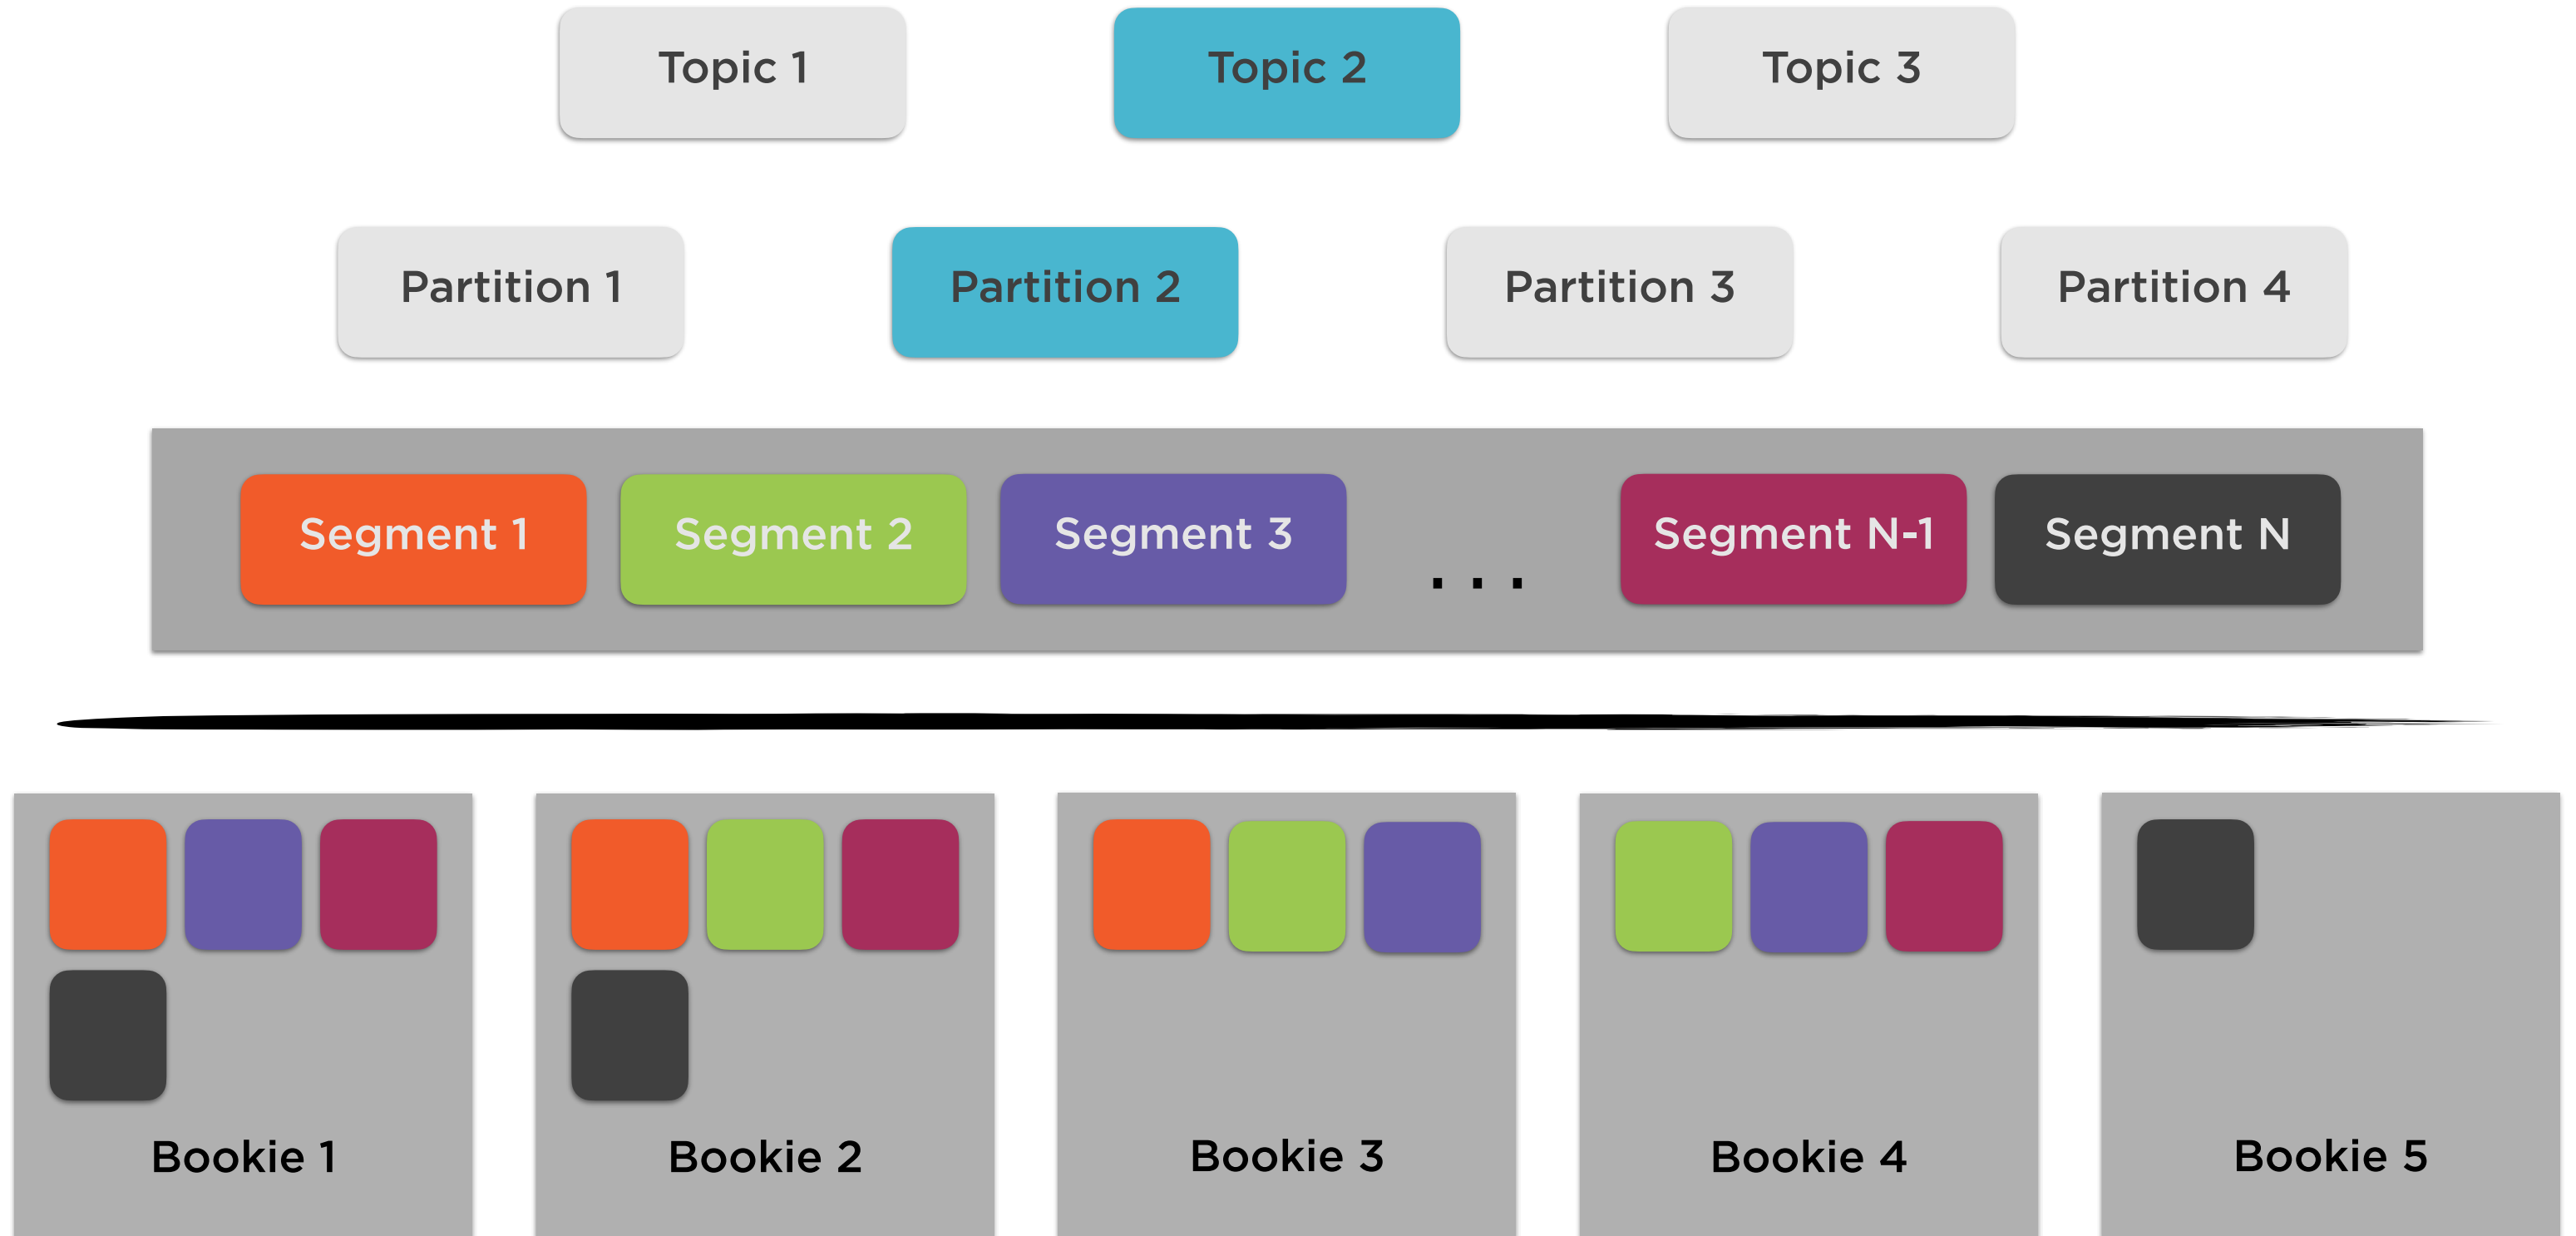 Topic 1
Topic 2
Topic 3
Partition 1
Partition 2
Partition 3
Partition 4
Segment 1
Segment 2
Segment 3
. . .
Segment N-1
Segment N
Bookie 1
Bookie 2
Bookie 3
Bookie 4
Bookie 5